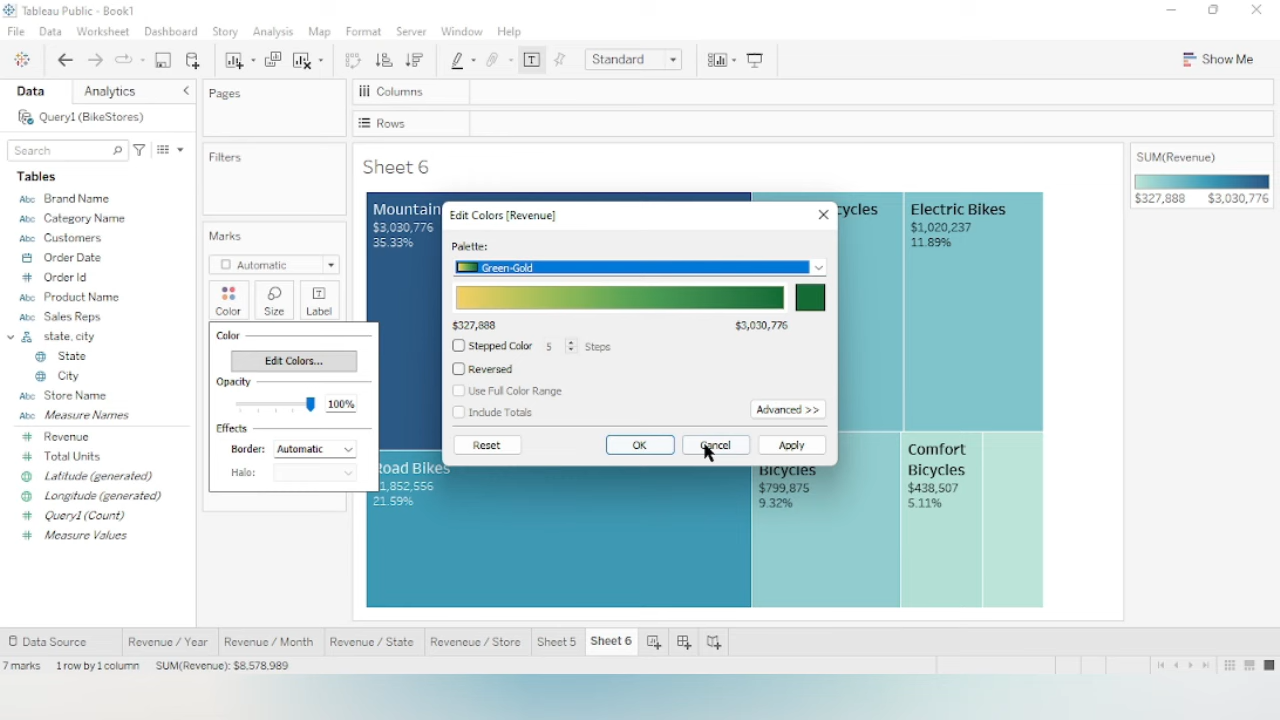 Tableau Public - Book1
File Data Worksheet Dashboard Story Analysis Map Format Server Window Help
Standard
Show Me
Data Analytics
Pages
Columns
Query1 (BikeStores)
Rows
Search
Filters
Sheet 6
SUM(Revenue)
$327,888 $3,030,776
Tables
Abc Brand Name
Abc Category Name
Abc Customers
Order Date
Order Id
Abc Product Name
Abc Sales Reps
state, city
State
City
Abc Store Name
Abc Measure Names
Revenue
Total Units
Latitude (generated)
Longitude (generated)
Query1 (Count)
Measure Values
Marks
Automatic
Color Size Label
Color
Edit Colors...
Opacity
100%
Effects
Border: Automatic
Halo:
Mountain
$3,030,776
35.33%
Edit Colors [Revenue]
Palette:
Green-Gold
$327,888 $3,030,776
Stepped Color 5 Steps
Reversed
Use Full Color Range
Include Totals
Advanced >>
Reset OK Cancel Apply
cycles
Electric Bikes
$1,020,237
11.89%
Road Bikes
1,852,556
21.59%
Bicycles
$799,875
9.32%
Comfort
Bicycles
$438,507
5.11%
Data Source Revenue / Year Revenue / Month Revenue / State Reveneue / Store Sheet 5 Sheet 6
7 marks 1 row by 1 column SUM(Revenue): $8,578,989